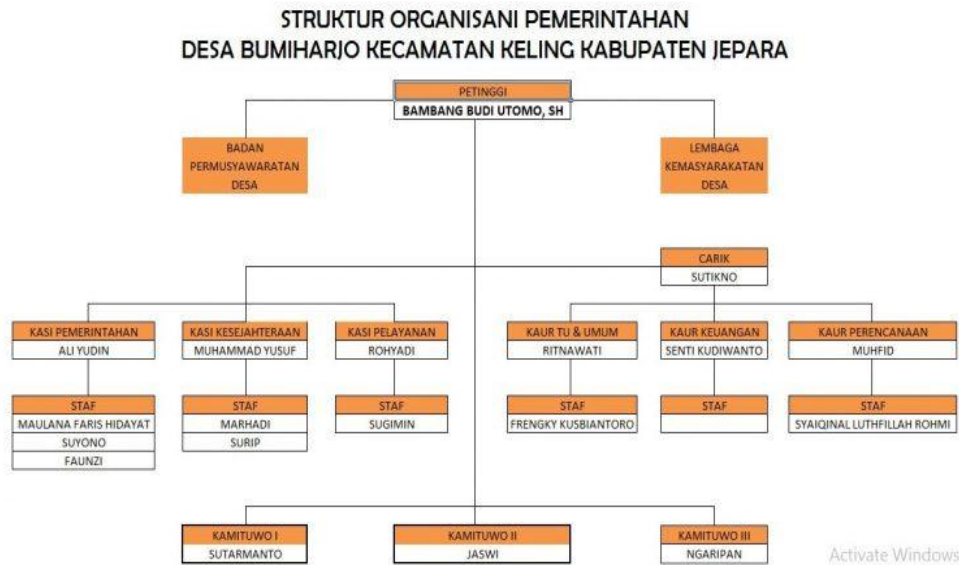 STRUKTUR ORGANISANI PEMERINTAHAN
DESA BUMIHARJO KECAMATAN KELING KABUPATEN JEPARA
PETINGGI
BAMBANG BUDI UTOMO, SH
BADAN
PERMUSYAWARATAN
DESA
LEMBAGA
KEMASYARAKATAN
DESA
CARIK
SUTIKNO
KASI PEMERINTAHAN
ALI YUDIN
KASI KESEJAHTERAAN
MUHAMMAD YUSUF
KASI PELAYANAN
ROHYADI
KAUR TU & UMUM
RITNAWATI
KAUR KEUANGAN
SENTI KUDIWANTO
KAUR PERENCANAAN
MUHFID
STAF
MAULANA FARIS HIDAYAT
SUYONO
FAUNZI
STAF
MARHADI
SURIP
STAF
SUGIMIN
STAF
FRENGKY KUSBIANTORO
STAF
STAF
SYAIQINAL LUTHFILLAH ROHMI
KAMITUWO I
SUTARMANTO
KAMITUWO II
JASWI
KAMITUWO III
NGARIPAN
Activate Windows